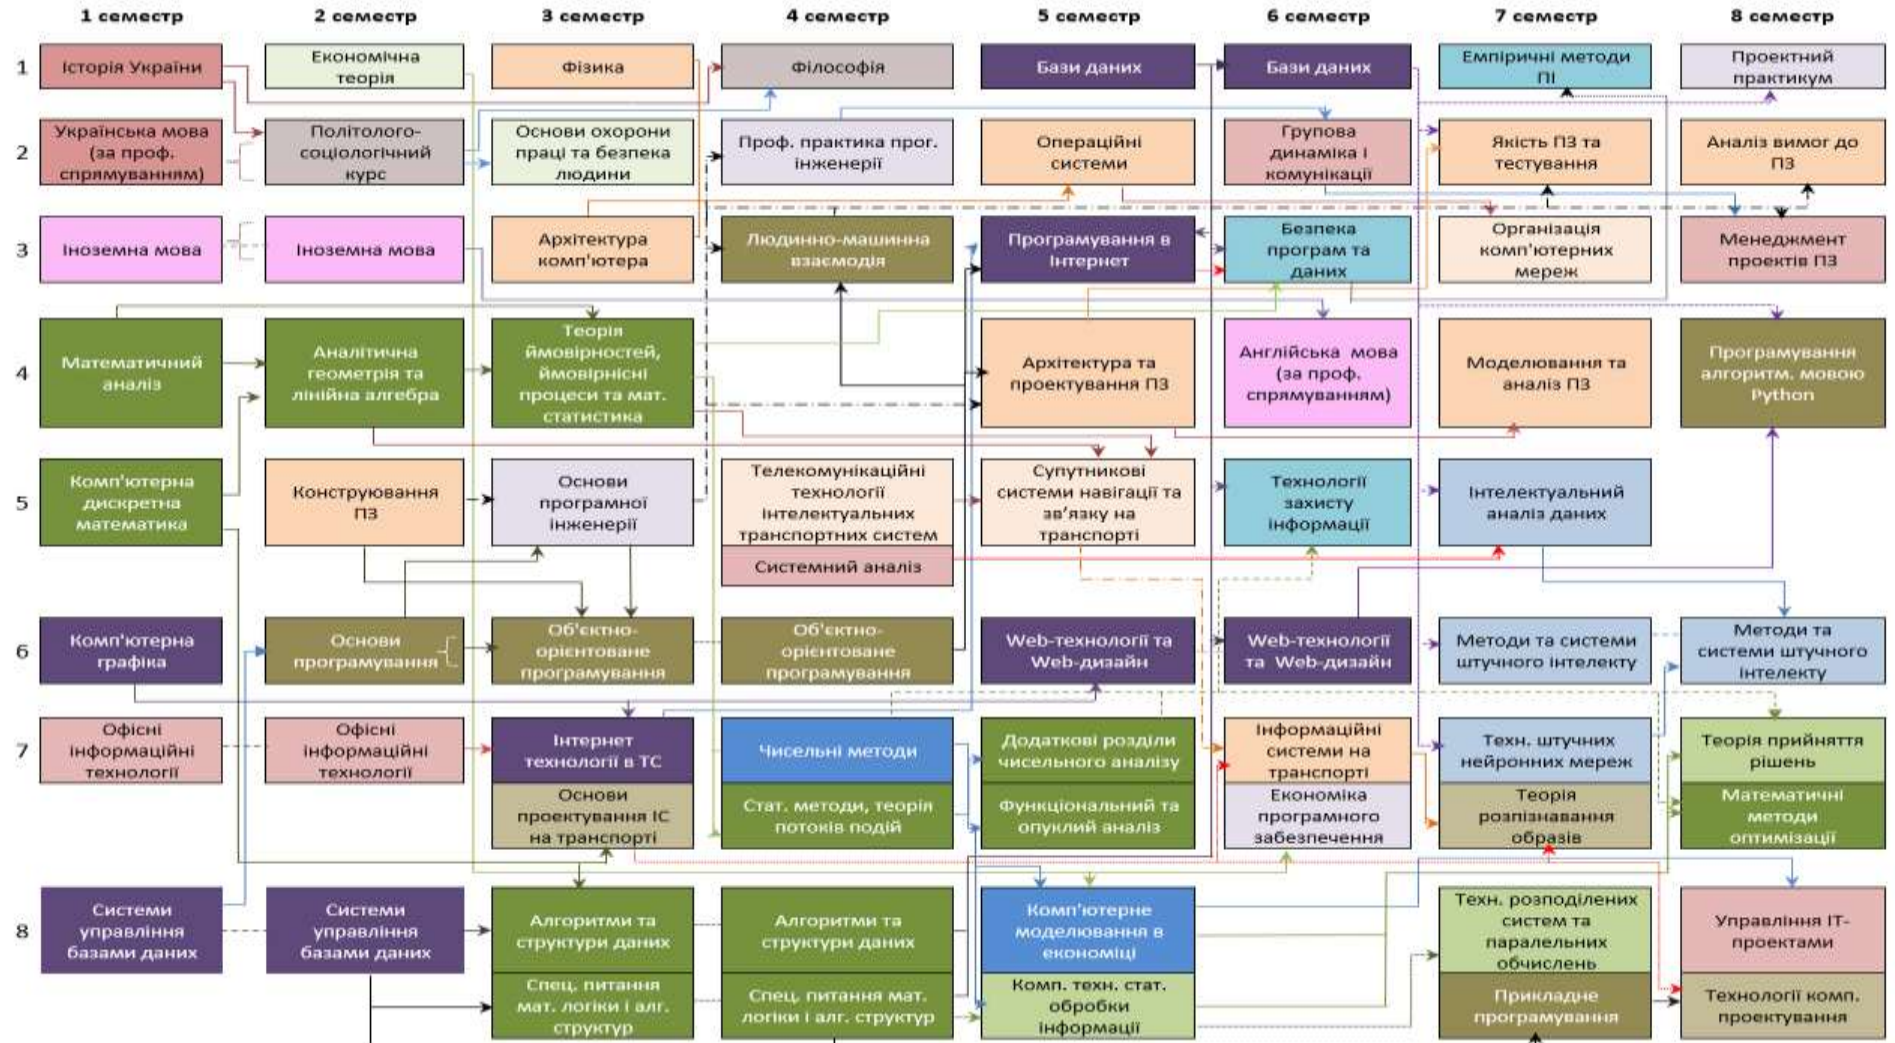 1 семестр
2 семестр
3 семестр
4 семестр
5 семестр
6 семестр
7 семестр
8 семестр
1
Історія України
Економічна
теорія
Фізика
Філософія
Бази даних
Бази даних
Емпіричні методи
ПІ
Проектний
практикум
2
Українська мова
(за проф.
спрямуванням)
Політолого-
соціологічний
курс
Основи охорони
праці та безпека
людини
Проф. практика прог.
інженерії
Операційні
системи
Групова
динаміка і
комунікації
Якість ПЗ та
тестування
Аналіз вимог до
ПЗ
3
Іноземна мова
Іноземна мова
Архітектура
комп'ютера
Людинно-машинна
взаємодія
Програмування в
Інтернет
Безпека
програм та
даних
Організація
комп'ютерних
мереж
Менеджмент
проектів ПЗ
4
Математичний
аналіз
Аналітична
геометрія та
лінійна алгебра
Теорія
ймовірностей,
ймовірнісні
процеси та мат.
статистика
Архітектура та
проектування ПЗ
Англійська мова
(за проф.
спрямуванням)
Моделювання та
аналіз ПЗ
Програмування
алгоритм. мовою
Python
5
Комп'ютерна
дискретна
математика
Конструювання
ПЗ
Основи
програмної
інженерії
Телекомунікаційні
технології
інтелектуальних
транспортних систем
Системний аналіз
Супутникові
системи навігації та
зв’язку на
транспорті
Технології
захисту
інформації
Інтелектуальний
аналіз даних
6
Комп'ютерна
графіка
Основи
програмування
Об'єктно-
орієнтоване
програмування
Об'єктно-
орієнтоване
програмування
Web-технології та
Web-дизайн
Web-технології
та Web-дизайн
Методи та системи
штучного інтелекту
Методи та
системи штучного
інтелекту
7
Офісні
інформаційні
технології
Офісні
інформаційні
технології
Інтернет
технології в ТС
Основи
проектування ІС
на транспорті
Чисельні методи
Стат. методи, теорія
потоків подій
Додаткові розділи
чисельного аналізу
Функціональний та
опуклий аналіз
Інформаційні
системи на
транспорті
Економіка
програмного
забезпечення
Техн. штучних
нейронних мереж
Теорія
розпізнавання
образів
Теорія прийняття
рішень
Математичні
методи
оптимізації
8
Системи
управління
базами даних
Системи
управління
базами даних
Алгоритми та
структури даних
Спец. питання
мат. логіки і алг.
структур
Алгоритми та
структури даних
Спец. питання мат.
логіки і алг. структур
Комп'ютерне
моделювання в
економіці
Комп. техн. стат.
обробки
інформації
Техн. розподілених
систем та
паралельних
обчислень
Прикладне
програмування
Управління ІТ-
проектами
Технології комп.
проектування